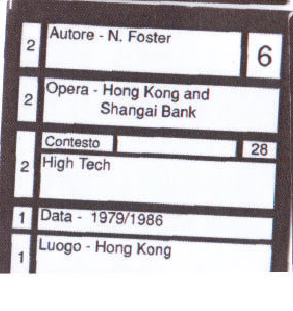 2 Autore - N. Foster 6
2 Opera - Hong Kong and
Shangai Bank
Contesto 28
2 High Tech
1 Data - 1979/1986
1 Luogo - Hong Kong